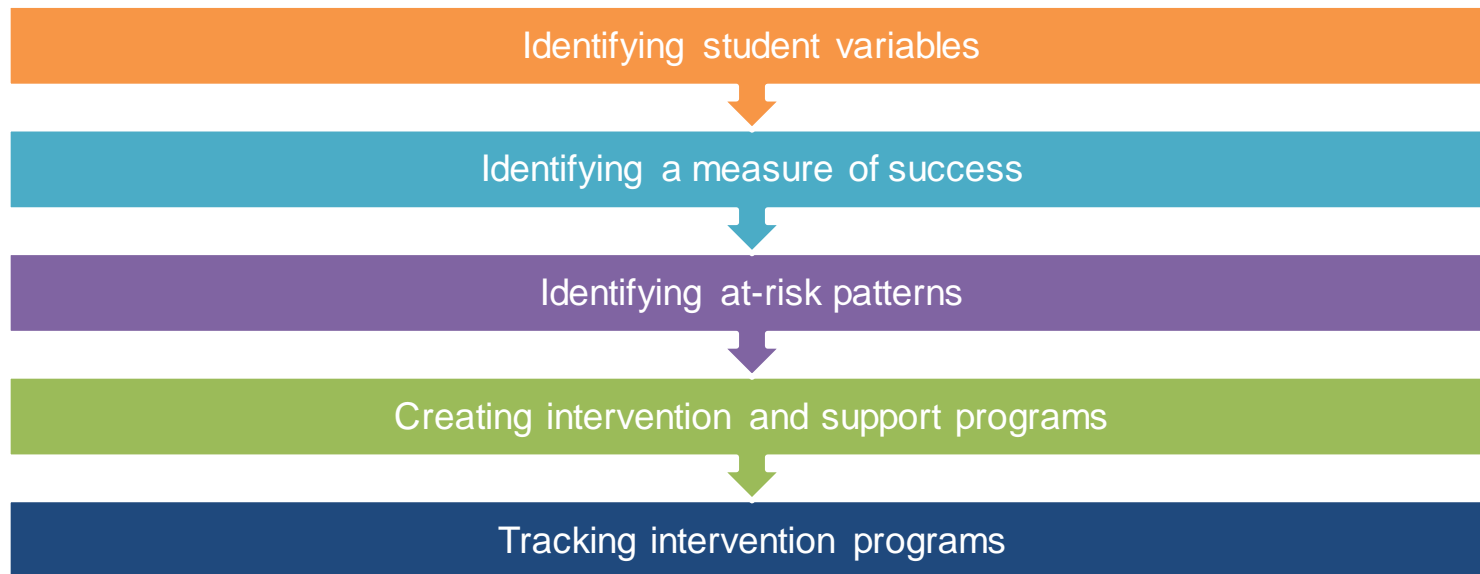 Identifying student variables
Identifying a measure of success
Identifying at-risk patterns
Creating intervention and support programs
Tracking intervention programs